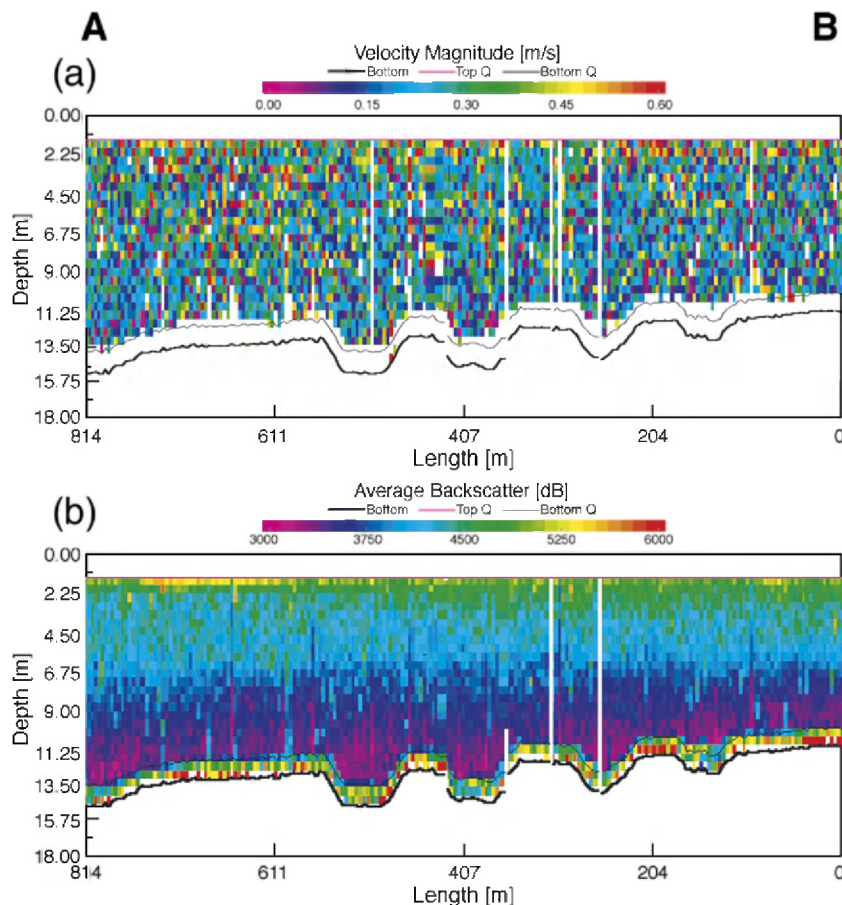 A B
(a)
Velocity Magnitude [m/s]
Bottom Top Q Bottom Q
0.00 0.15 0.30 0.45 0.60
0.00
2.25
4.50
6.75
9.00
11.25
13.50
15.75
18.00
Depth [m]
814 611 407 204 0
Length [m]
(b)
Average Backscatter [dB]
Bottom Top Q Bottom Q
3000 3750 4500 5250 6000
0.00
2.25
4.50
6.75
9.00
11.25
13.50
15.75
18.00
Depth [m]
814 611 407 204 0
Length [m]